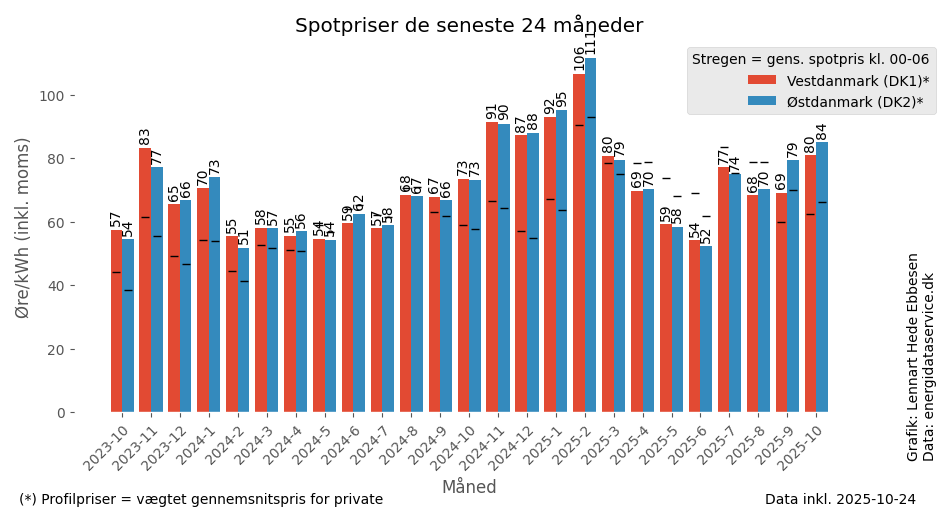 Spotpriser de seneste 24 måneder
Stregen = gens. spotpris kl. 00-06
Vestdanmark (DK1)*
Østdanmark (DK2)*
Øre/kWh (inkl. moms)
100
80
60
40
20
0
57 54 83 77 65 66 70 73 55 51 58 57 55 56 54 54 59 62 57 58 68 67 67 66 73 73 91 90 87 88 92 95 106 111 80 79 69 70 59 58 54 52 77 74 68 70 69 79 80 84
2023-10 2023-11 2023-12 2024-1 2024-2 2024-3 2024-4 2024-5 2024-6 2024-7 2024-8 2024-9 2024-10 2024-11 2024-12 2025-1 2025-2 2025-3 2025-4 2025-5 2025-6 2025-7 2025-8 2025-9 2025-10
Måned
Grafik: Lennart Hede Ebbesen
Data: energidataservice.dk
(*) Profilpriser = vægtet gennemsnitspris for private
Data inkl. 2025-10-24